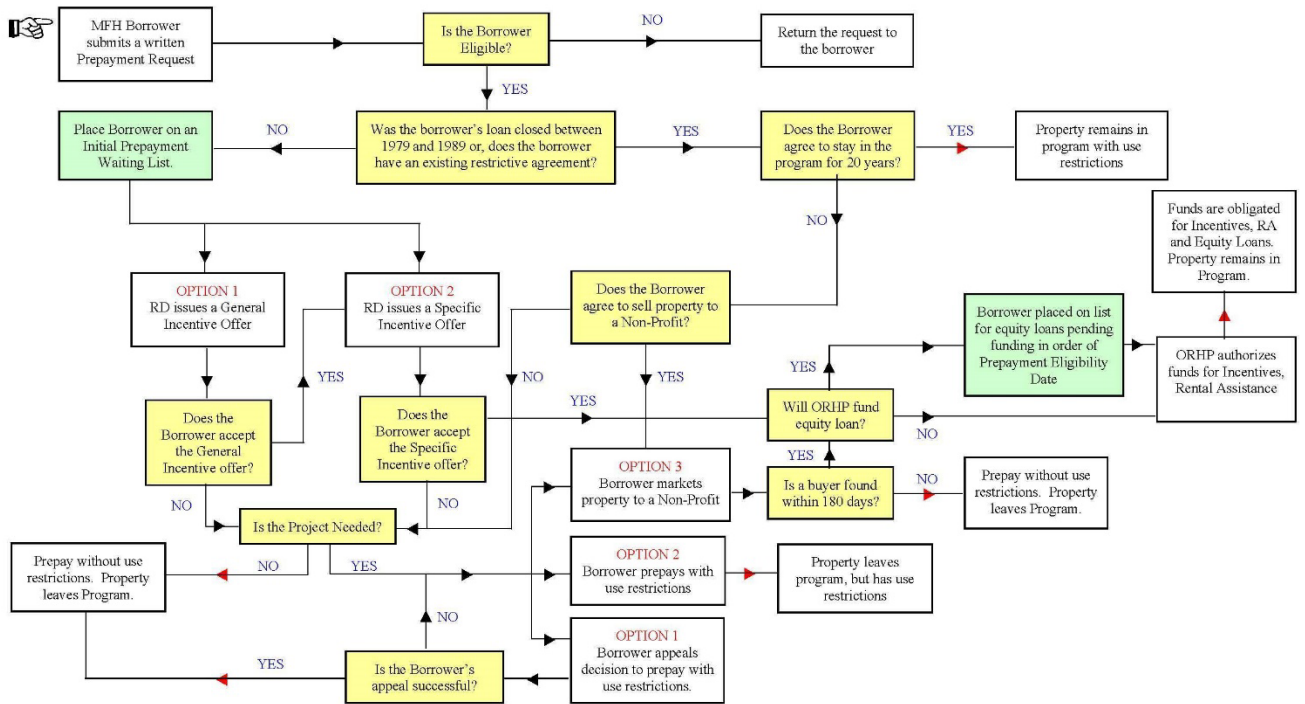 MFH Borrower
submits a written
Prepayment Request
Is the Borrower
Eligible?
NO
Return the request to
the borrower
YES
Place Borrower on an
Initial Prepayment
Waiting List.
NO
Was the borrower's loan closed between
1979 and 1989 or, does the borrower
have an existing restrictive agreement?
YES
Does the Borrower
agree to stay in the
program for 20 years?
YES
Property remains in
program with use
restrictions
NO
Funds are obligated
for Incentives, RA
and Equity Loans.
Property remains in
Program.
OPTION 1
RD issues a General
Incentive Offer
OPTION 2
RD issues a Specific
Incentive Offer
Does the Borrower
agree to sell property to
a Non-Profit?
Borrower placed on list
for equity loans pending
funding in order of
Prepayment Eligibility
Date
ORHP authorizes
funds for Incentives,
Rental Assistance
YES
NO
YES
YES
Does the
Borrower accept
the General
Incentive offer?
Does the
Borrower accept
the Specific
Incentive offer?
YES
Will ORHP fund
equity loan?
NO
YES
NO
NO
OPTION 3
Borrower markets
property to a Non-Profit
Is a buyer found
within 180 days?
NO
Prepay without use
restrictions. Property
leaves Program.
Is the Project Needed?
Prepay without use
restrictions. Property
leaves Program.
NO
YES
OPTION 2
Borrower prepays with
use restrictions
Property leaves
program, but has use
restrictions
NO
OPTION 1
Borrower appeals
decision to prepay with
use restrictions.
YES
Is the Borrower's
appeal successful?